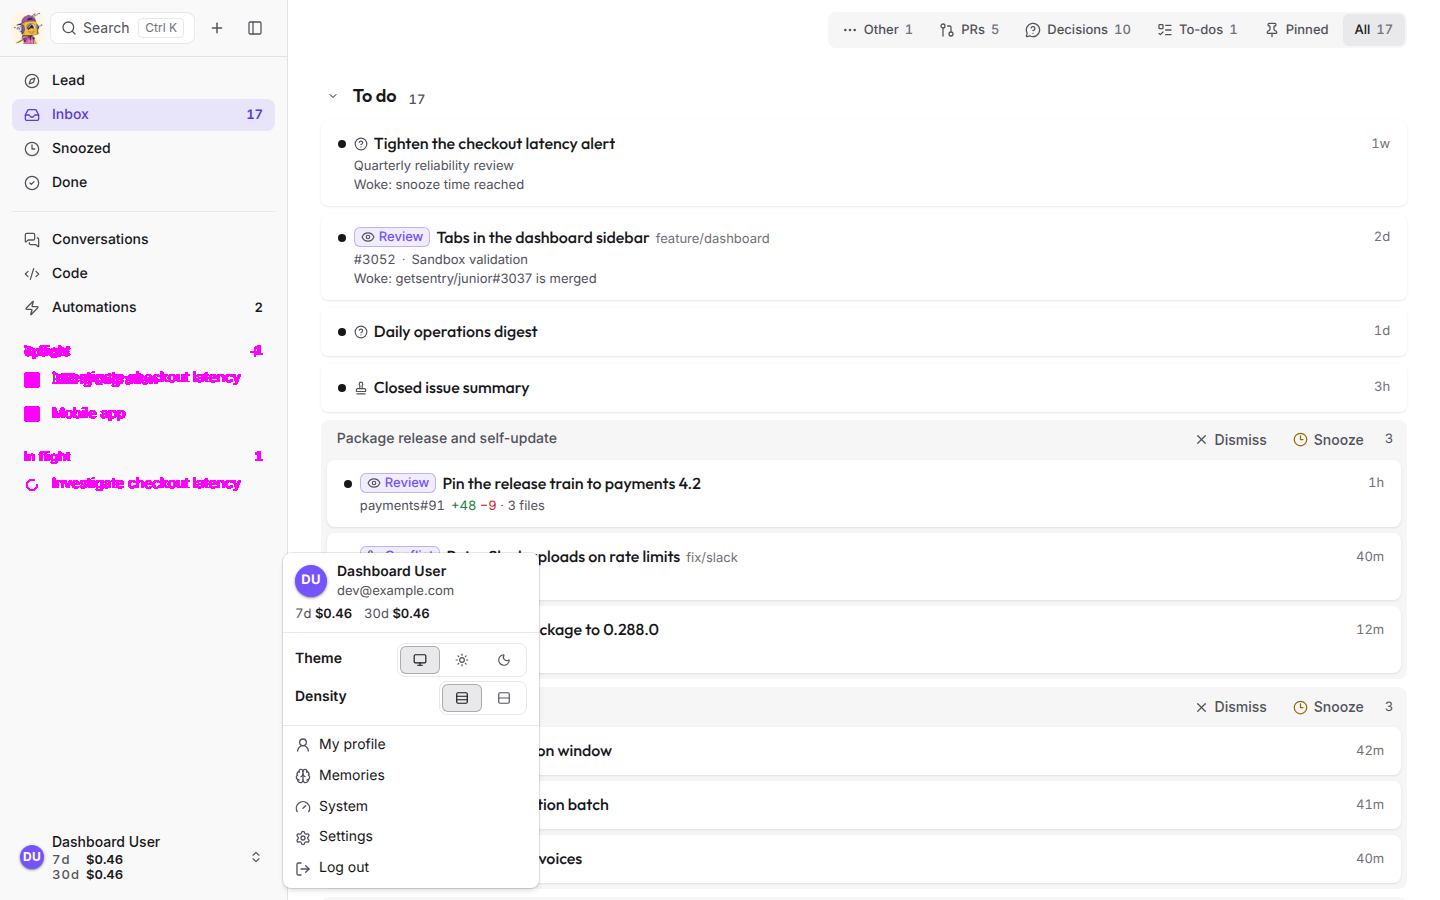 Search Ctrl K
Lead
Inbox 17
Snoozed
Done
Conversations
Code
Automations 2
checkout latency
Mobile app
In flight 1
Investigate checkout latency
Dashboard User
7d $0.46
30d $0.46
Other 1 PRs 5 Decisions 10 To-dos 1 Pinned All 17
To do 17
Tighten the checkout latency alert 1w
Quarterly reliability review
Woke: snooze time reached
Review Tabs in the dashboard sidebar feature/dashboard 2d
#3052 · Sandbox validation
Woke: getsentry/junior#3037 is merged
Daily operations digest 1d
Closed issue summary 3h
Package release and self-update Dismiss Snooze 3
Review Pin the release train to payments 4.2 1h
payments#91 +48 −9 · 3 files
uploads on rate limits fix/slack 40m
ckage to 0.288.0 12m
Dismiss Snooze 3
on window 42m
tion batch 41m
voices 40m
DU Dashboard User
dev@example.com
7d $0.46 30d $0.46
Theme
Density
My profile
Memories
System
Settings
Log out
DU